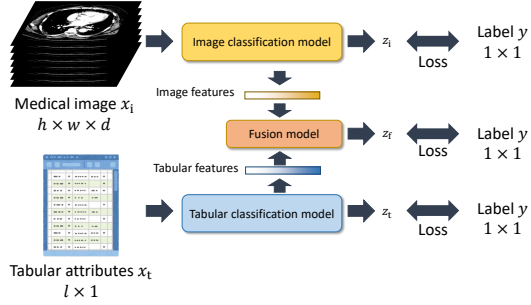 Image classification model
z_i
Label y
1 × 1
Loss
Medical image x_i
h × w × d
Image features
Fusion model
z_f
Label y
1 × 1
Loss
Tabular features
Tabular classification model
z_t
Label y
1 × 1
Loss
Tabular attributes x_t
l × 1